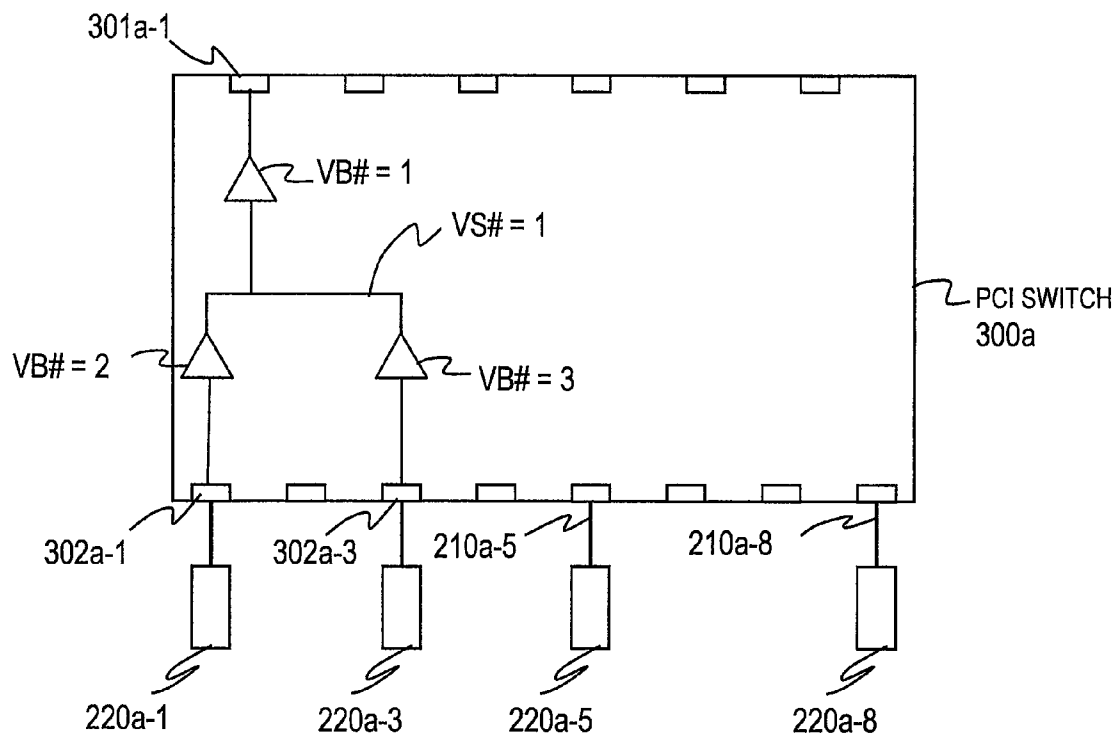 301a-1
VB# = 1
VS# = 1
PCI SWITCH
300a
VB# = 2
VB# = 3
302a-1
302a-3
210a-5
210a-8
220a-1
220a-3
220a-5
220a-8